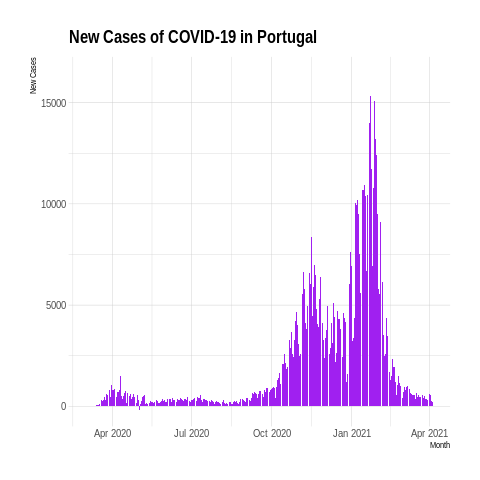 New Cases of COVID-19 in Portugal
New Cases
15000
10000
5000
0
Apr 2020 Jul 2020 Oct 2020 Jan 2021 Apr 2021
Month